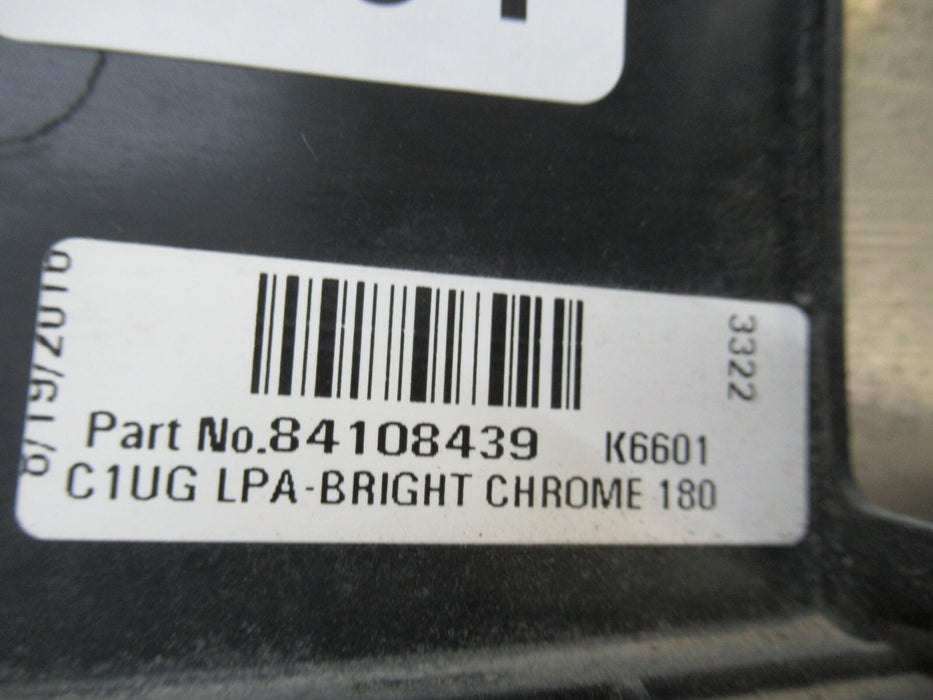 8/19/2016
3322
Part No.84108439 K6601
C1UG LPA-BRIGHT CHROME 180